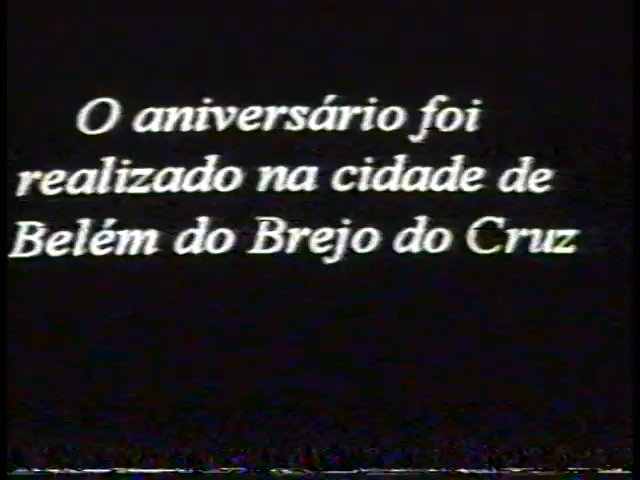 O aniversário foi
realizado na cidade de
Belém do Brejo do Cruz